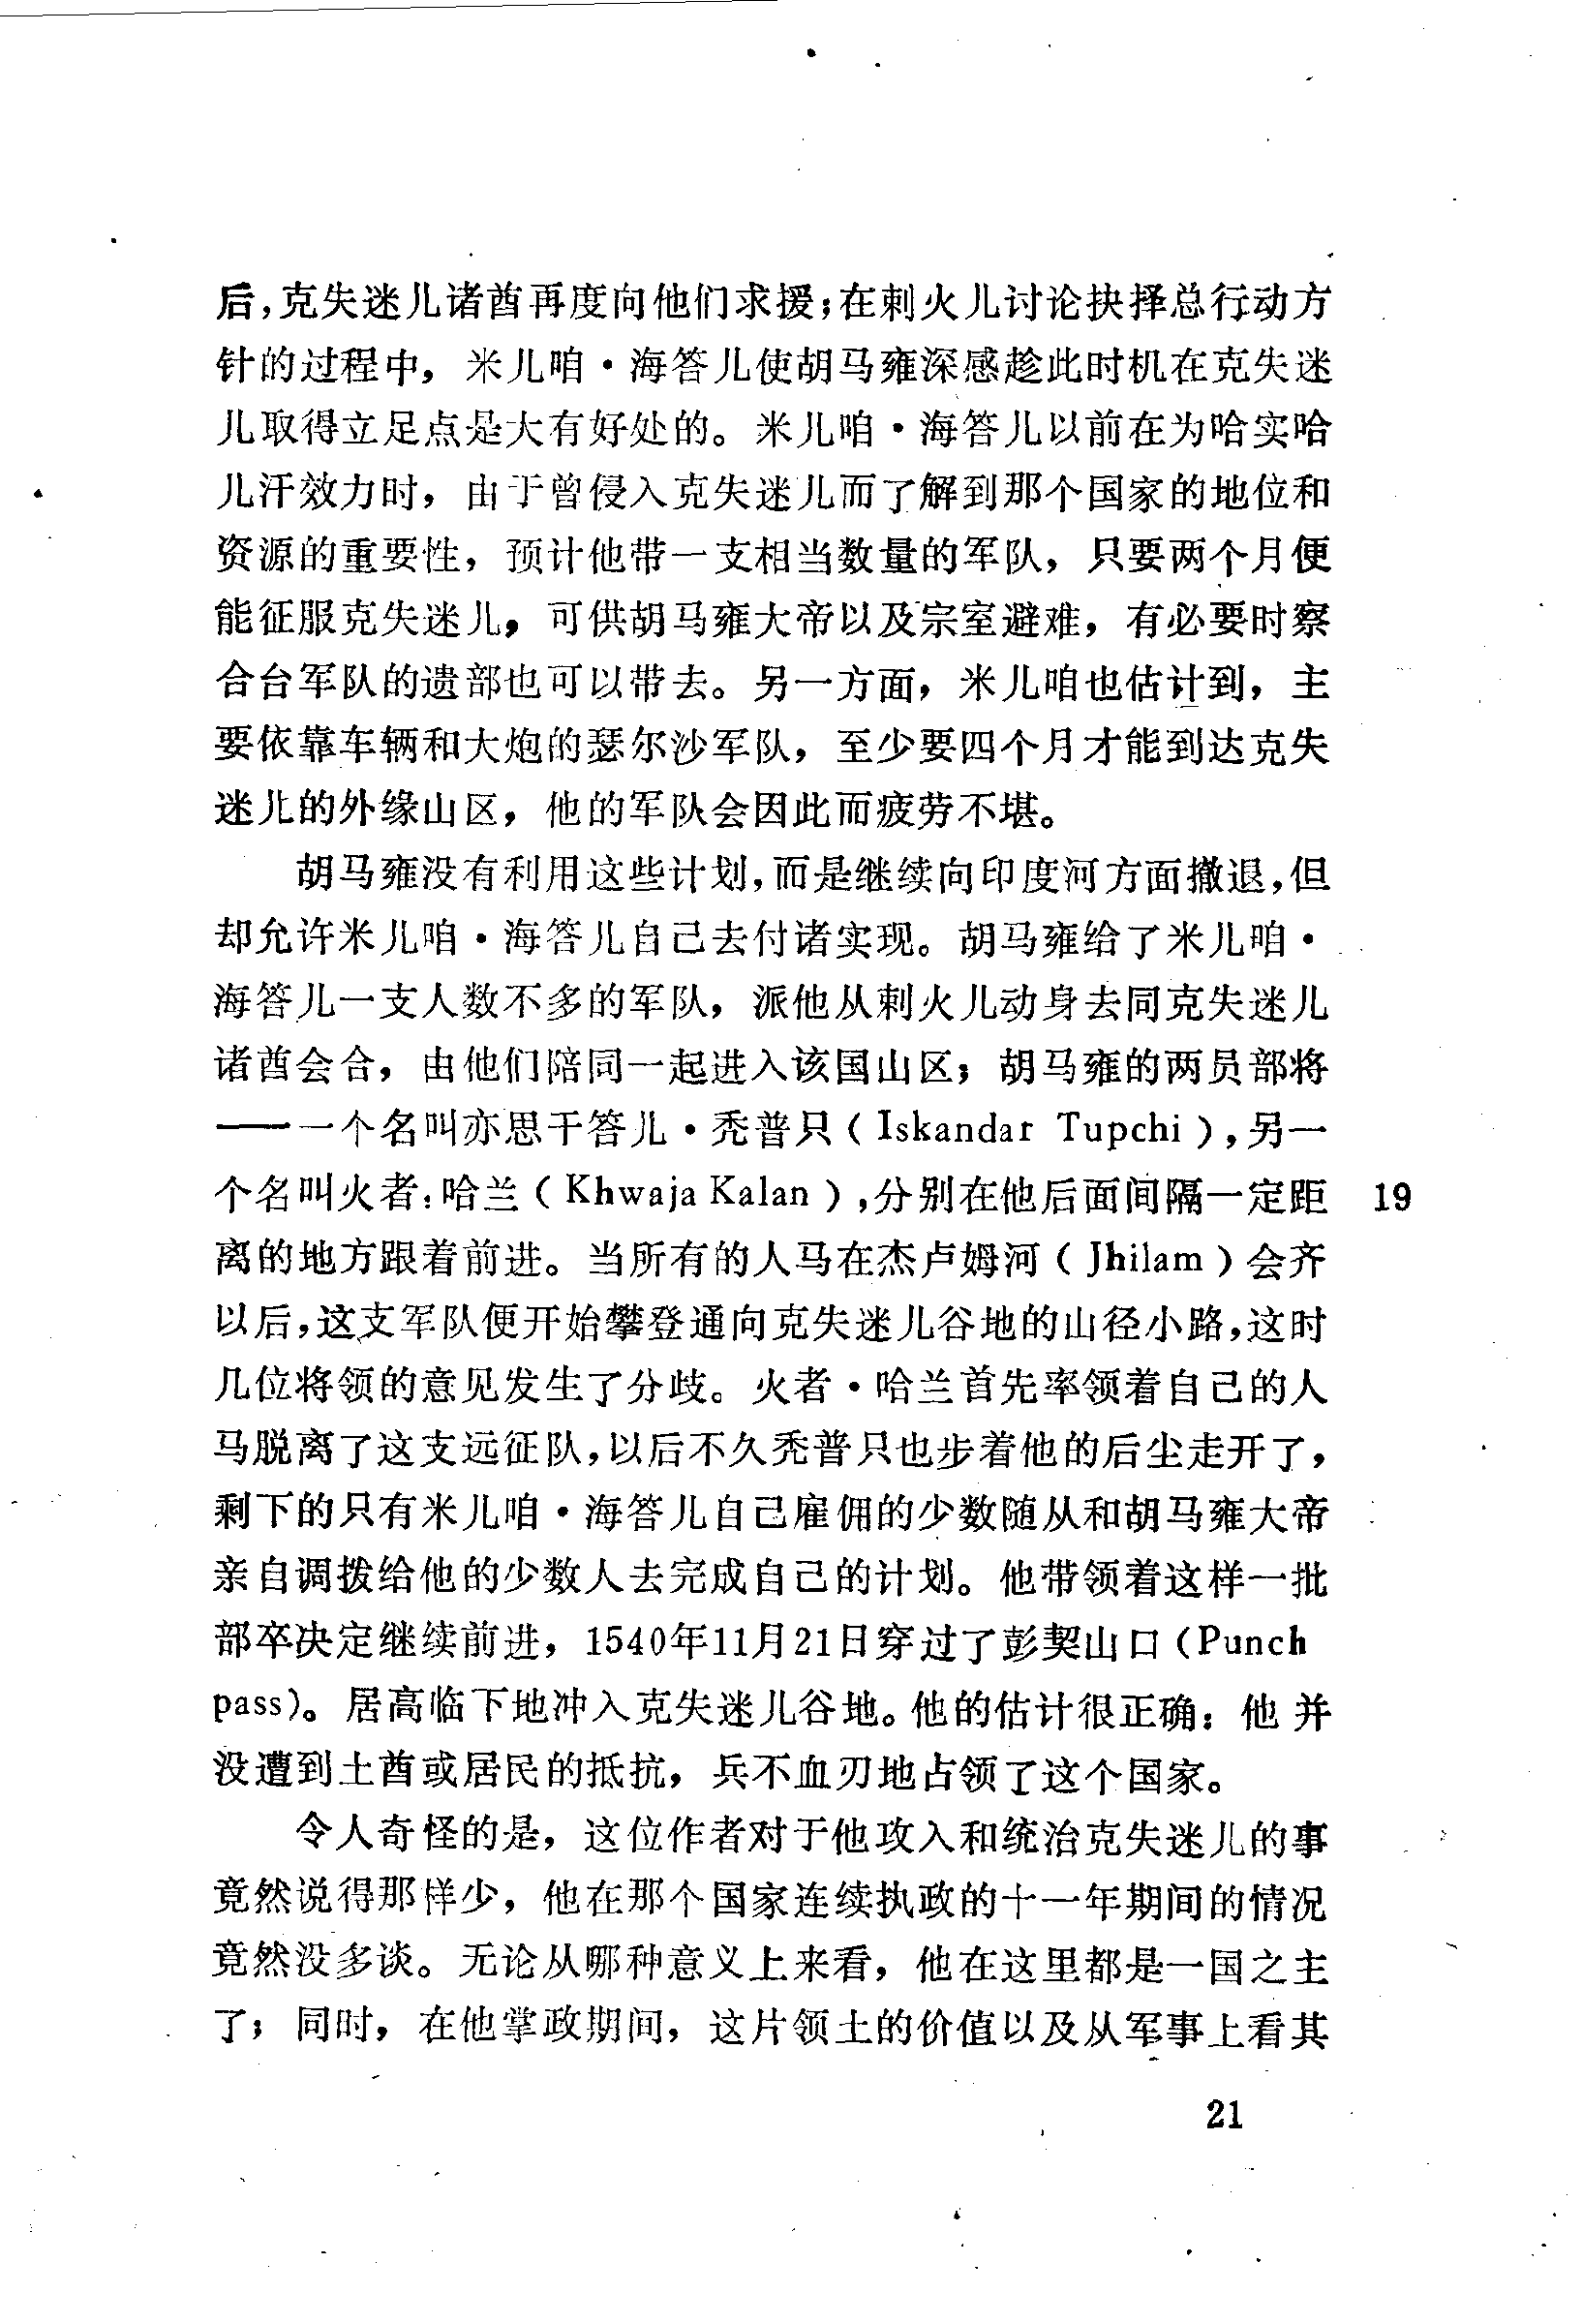 后,克失迷儿诸酋再度向他们求援;在剌火儿讨论抉择总行动方
针的过程中,米儿咱·海答儿使胡马雍深感趁此时机在克失迷
儿取得立足点是大有好处的。米儿咱·海答儿以前在为哈实哈
儿汗效力时,由于曾侵入克失迷儿而了解到那个国家的地位和
资源的重要性,预计他带一支相当数量的军队,只要两个月便
能征服克失迷儿,可供胡马雍大帝以及宗室避难,有必要时察
合台军队的遗部也可以带去。另一方面,米儿咱也估计到,主
要依靠车辆和大炮的瑟尔沙军队,至少要四个月才能到达克失
迷儿的外缘山区,他的军队会因此而疲劳不堪。
胡马雍没有利用这些计划,而是继续向印度河方面撤退,但
却允许米儿咱·海答儿自己去付诸实现。胡马雍给了米儿咱·
海答儿一支人数不多的军队,派他从剌火儿动身去同克失迷儿
诸酋会合,由他们陪同一起进入该国山区;胡马雍的两员部将
——一个名叫亦思干答儿·秃普只(Iskandar Tupchi),另一
个名叫火者:哈兰(Khwaja Kalan),分别在他后面间隔一定距 19
离的地方跟着前进。当所有的人马在杰卢姆河(Jhilam)会齐
以后,这支军队便开始攀登通向克失迷儿谷地的山径小路,这时
几位将领的意见发生了分歧。火者·哈兰首先率领着自己的人
马脱离了这支远征队,以后不久秃普只也步着他的后尘走开了,
剩下的只有米儿咱·海答儿自己雇佣的少数随从和胡马雍大帝
亲自调拨给他的少数人去完成自己的计划。他带领着这样一批
部卒决定继续前进,1540年11月21日穿过了彭契山口(Punch
pass)。居高临下地冲入克失迷儿谷地。他的估计很正确:他并
没遭到土酋或居民的抵抗,兵不血刃地占领了这个国家。
令人奇怪的是,这位作者对于他攻入和统治克失迷儿的事
竟然说得那样少,他在那个国家连续执政的十一年期间的情况
竟然没多谈。无论从哪种意义上来看,他在这里都是一国之主
了;同时,在他掌政期间,这片领土的价值以及从军事上看其
21